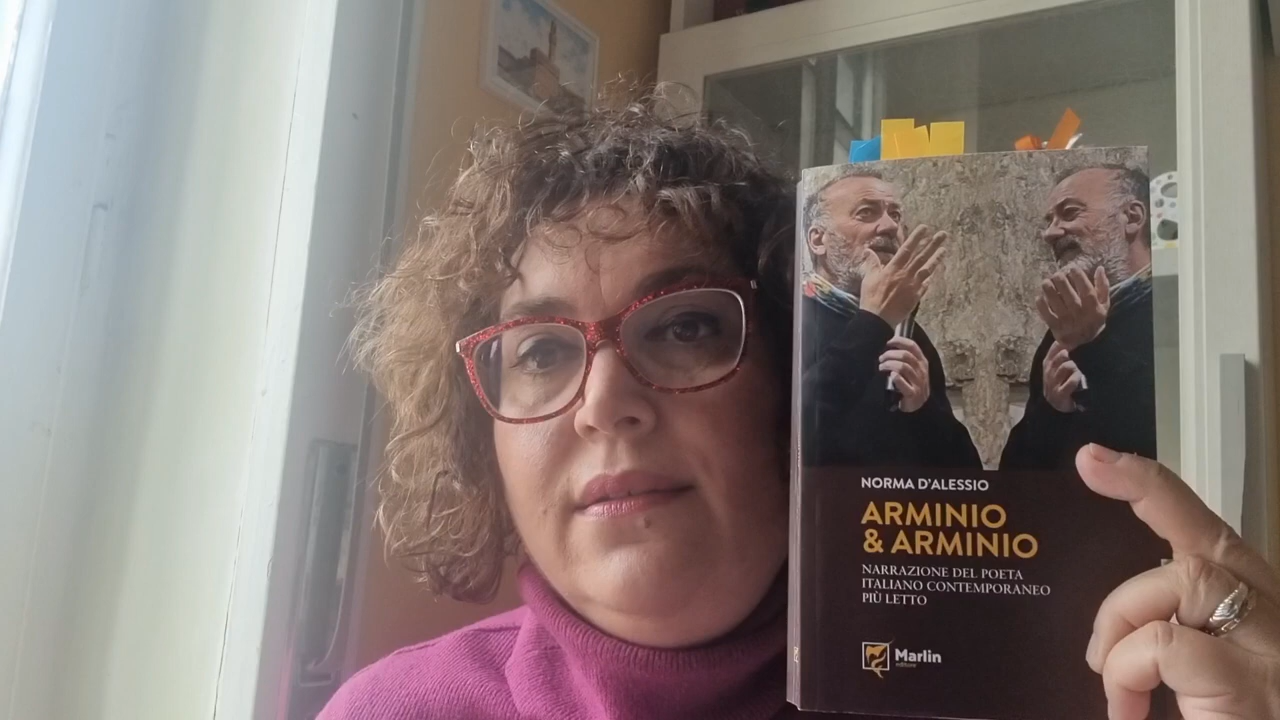 NORMA D'ALESSIO
ARMINIO
& ARMINIO
NARRAZIONE DEL POETA
ITALIANO CONTEMPORANEO
PIÙ LETTO
Marlin
editore